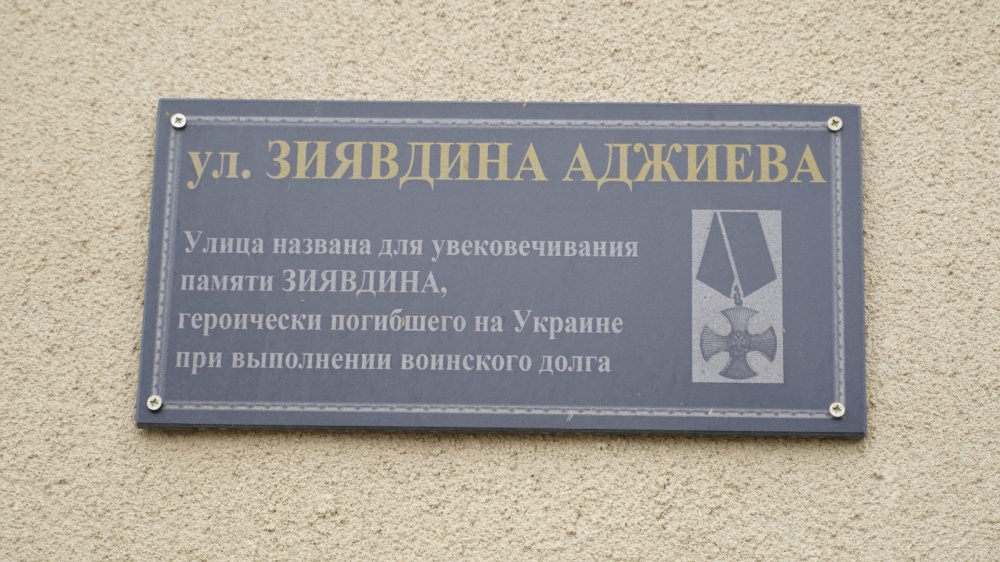 ул. ЗИЯВДИНА АДЖИЕВА
Улица названа для увековечивания
памяти ЗИЯВДИНА,
героически погибшего на Украине
при выполнении воинского долга